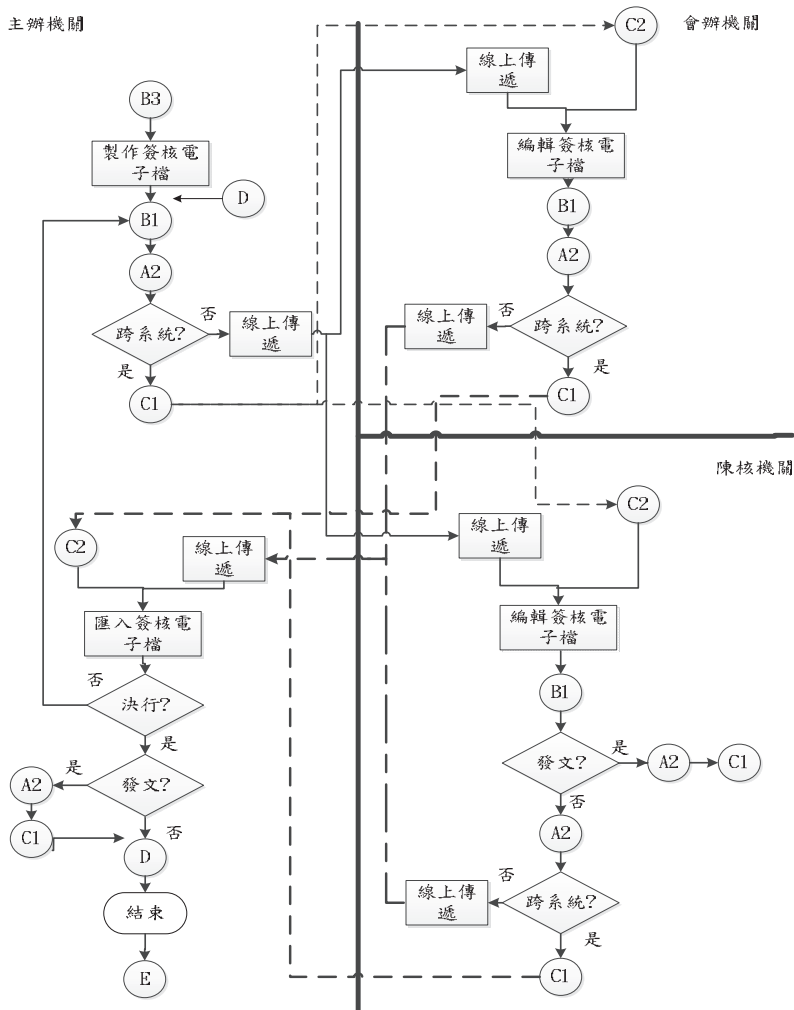 主辦機關
B3
製作簽核電
子檔
D
B1
A2
跨系統?
否
線上傳
遞
是
C1
C2
線上傳
遞
匯入簽核電
子檔
否
決行?
是
是
發文?
A2
否
C1
D
結束
E
會辦機關
C2
線上傳
遞
編輯簽核電
子檔
B1
A2
否
線上傳
遞
跨系統?
是
C1
陳核機關
C2
線上傳
遞
編輯簽核電
子檔
B1
發文?
是
A2
C1
否
A2
否
線上傳
遞
跨系統?
是
C1